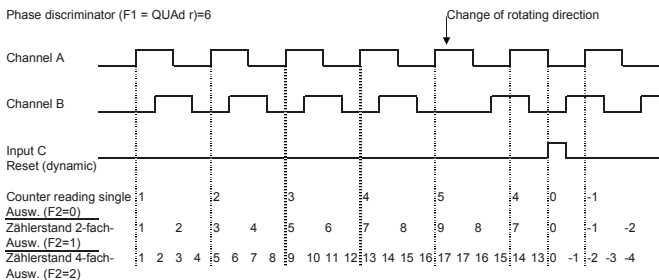 Phase discriminator (F1 = QUAd r)=6
Change of rotating direction
Channel A
Channel B
Input C
Reset (dynamic)
Counter reading single 1 2 3 4 5 4 0 -1
Ausw. (F2=0)
Zählerstand 2-fach- 1 2 3 4 5 6 7 8 9 8 7 0 -1 -2
Ausw. (F2=1)
Zählerstand 4-fach- 1 2 3 4 5 6 7 8 9 10 11 12 13 14 15 16 17 17 16 15 14 13 0 -1 -2 -3 -4
Ausw. (F2=2)